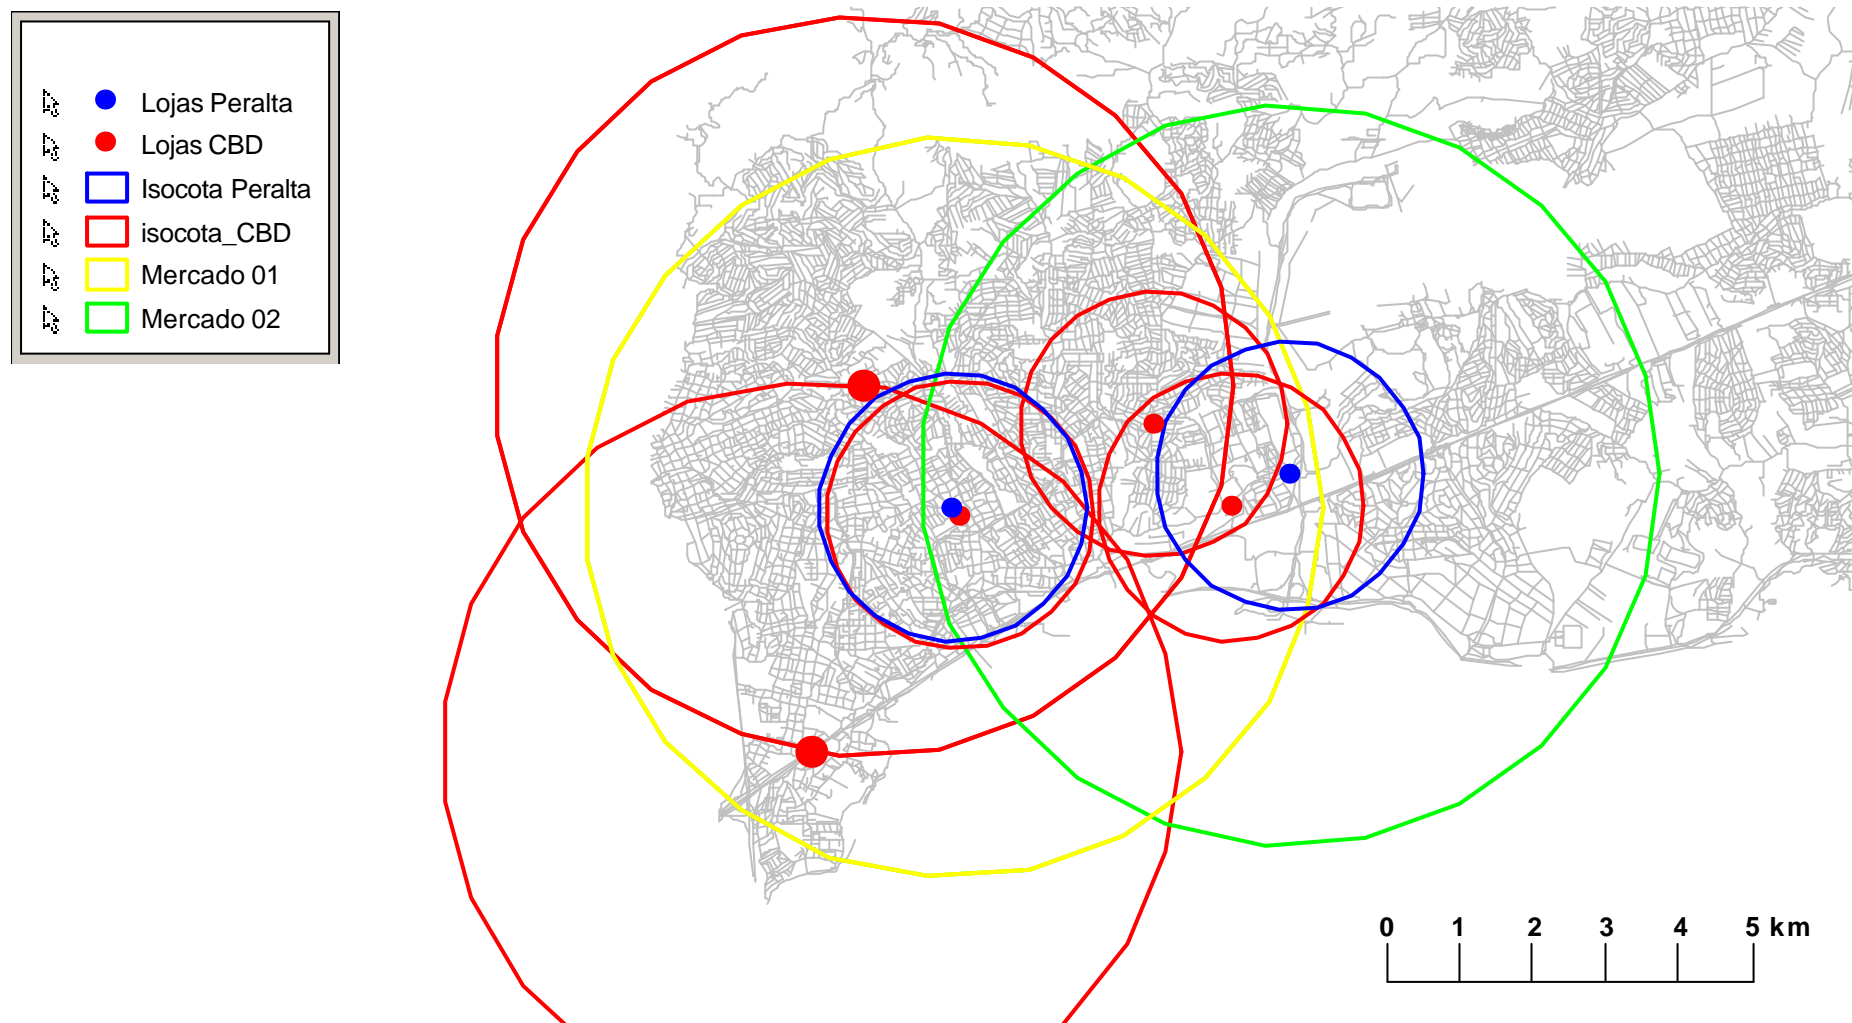 Lojas Peralta
Lojas CBD
Isocota Peralta
isocota_CBD
Mercado 01
Mercado 02
0 1 2 3 4 5 km